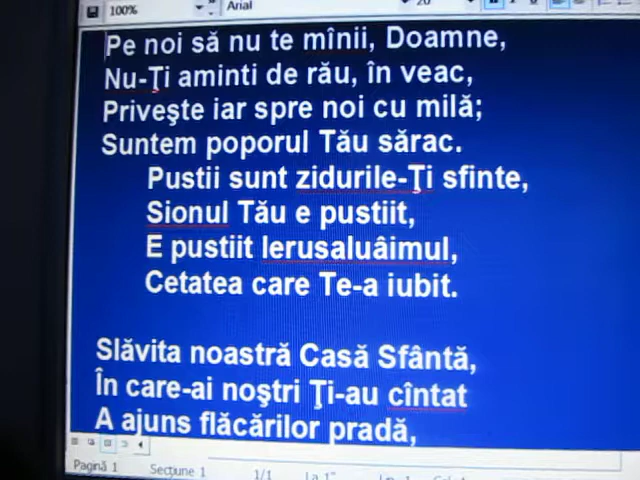 100% Arial 20
Pe noi să nu te mînii, Doamne,
Nu-Ţi aminti de rău, în veac,
Priveşte iar spre noi cu milă;
Suntem poporul Tău sărac.
Pustii sunt zidurile-Ţi sfinte,
Sionul Tău e pustiit,
E pustiit Ierusaluâimul,
Cetatea care Te-a iubit.
Slăvita noastră Casă Sfântă,
În care-ai noştri Ţi-au cîntat
A ajuns flăcărilor pradă,
Pagină 1 Secţiune 1 1/1 La 1"